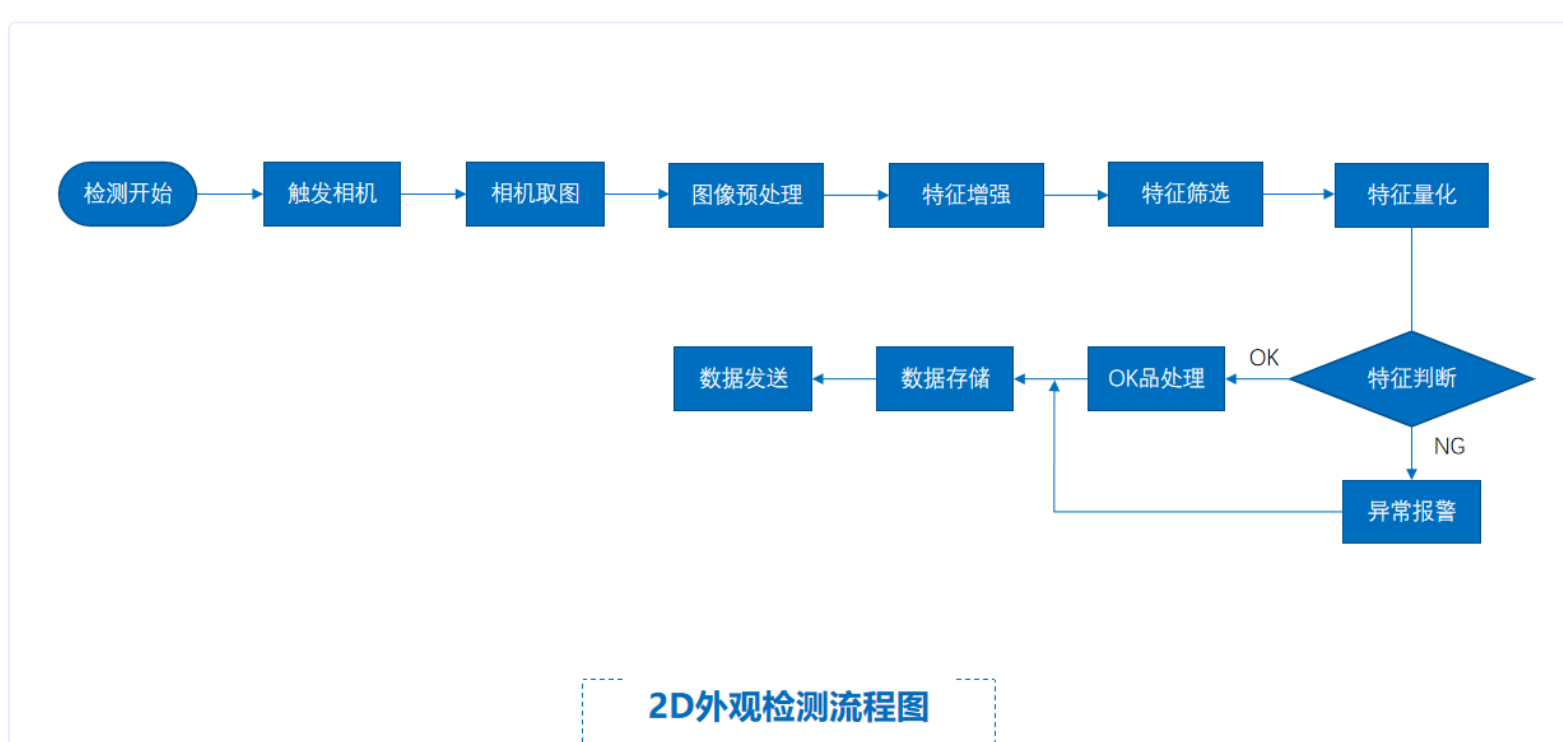 检测开始
触发相机
相机取图
图像预处理
特征增强
特征筛选
特征量化
数据发送
数据存储
OK品处理
OK
特征判断
NG
异常报警
2D外观检测流程图